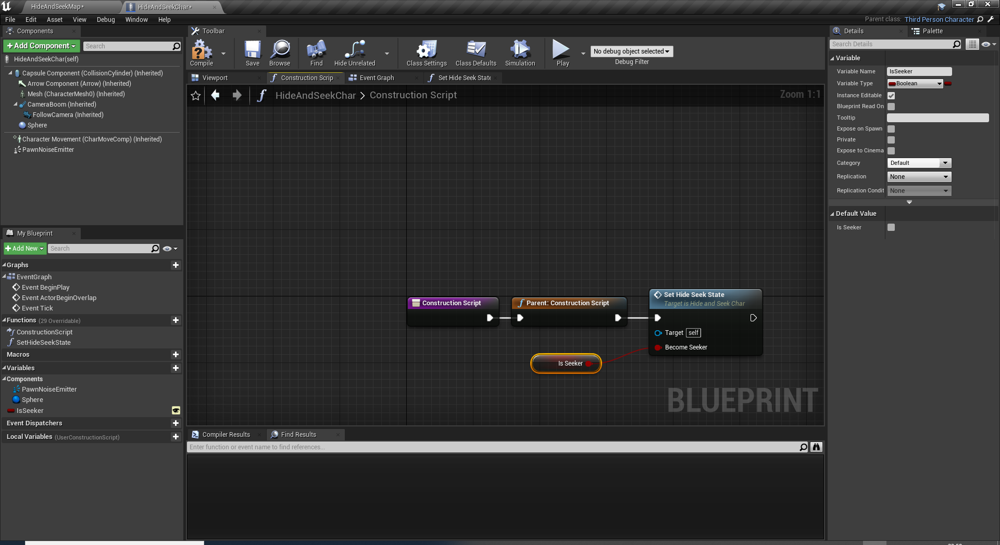 HideAndSeekMap*
HideAndSeekChar*
File Edit Asset View Debug Window Help
Parent class: Third Person Character
Components
+ Add Component
Search
HideAndSeekChar(self)
Capsule Component (CollisionCylinder) (Inherited)
Arrow Component (Arrow) (Inherited)
Mesh (CharacterMesh0) (Inherited)
CameraBoom (Inherited)
FollowCamera (Inherited)
Sphere
Character Movement (CharMoveComp) (Inherited)
PawnNoiseEmitter
My Blueprint
+ Add New
Search
Graphs
EventGraph
Event BeginPlay
Event ActorBeginOverlap
Event Tick
Functions (29 Overridable)
ConstructionScript
SetHideSeekState
Macros
Variables
Components
PawnNoiseEmitter
Sphere
IsSeeker
Event Dispatchers
Local Variables (UserConstructionScript)
Toolbar
Compile
Save
Browse
Find
Hide Unrelated
Class Settings
Class Defaults
Simulation
Play
No debug object selected
Debug Filter
Viewport
Construction Scrip
Event Graph
Set Hide Seek State
HideAndSeekChar > Construction Script
Zoom 1:1
Construction Script
Parent: Construction Script
Set Hide Seek State
Target is Hide and Seek Char
Target self
Become Seeker
Is Seeker
BLUEPRINT
Compiler Results
Find Results
Enter function or event name to find references...
Details
Palette
Search Details
Variable
Variable Name IsSeeker
Variable Type Boolean
Instance Editable
Blueprint Read On
Tooltip
Expose on Spawn
Private
Expose to Cinema
Category Default
Replication None
Replication Condit None
Default Value
Is Seeker